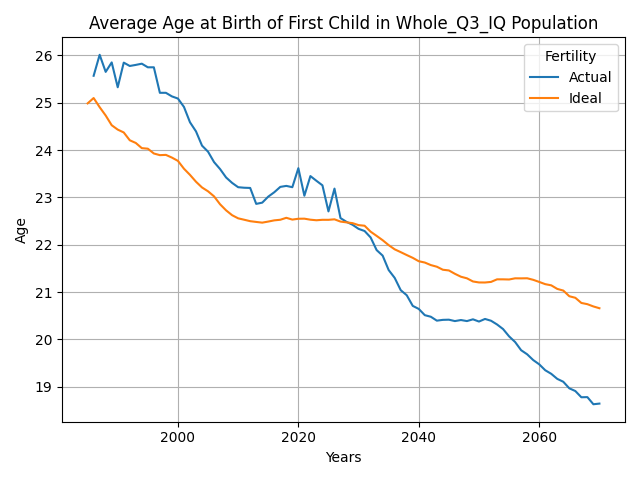 Average Age at Birth of First Child in Whole_Q3_IQ Population
Fertility
Actual
Ideal
26
25
24
23
22
21
20
19
Age
2000
2020
2040
2060
Years